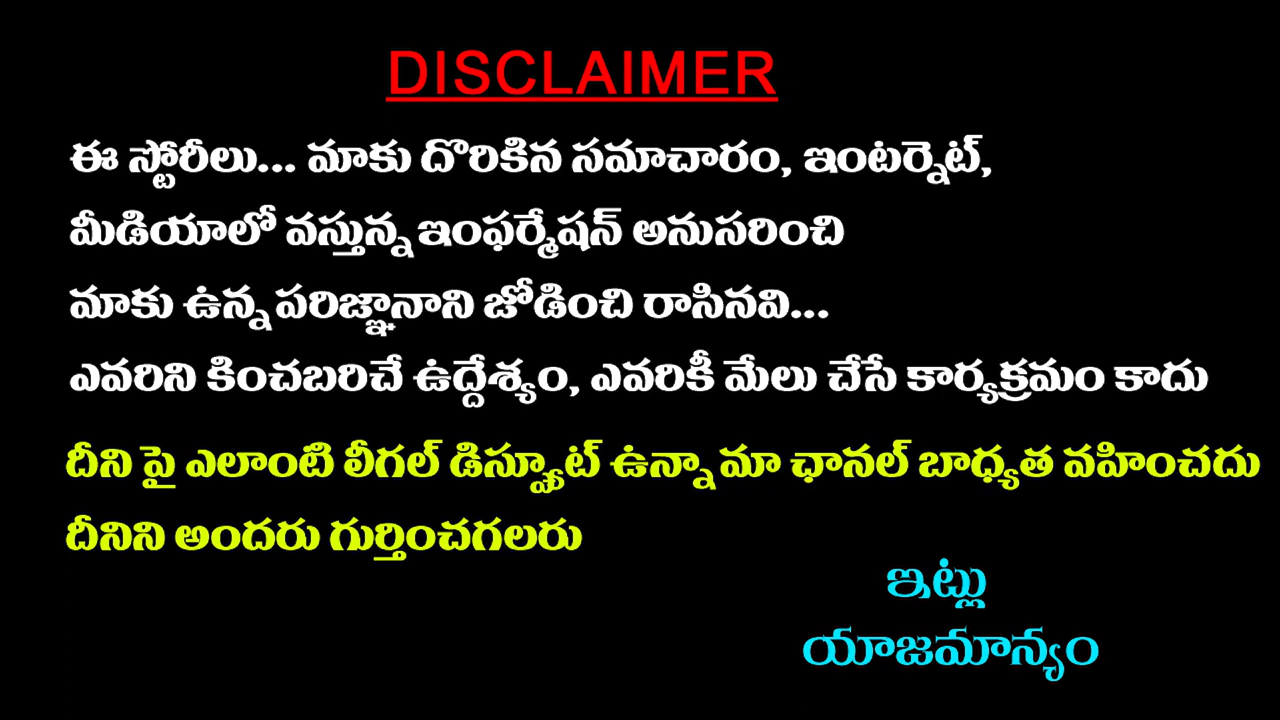 DISCLAIMER
ఈ స్టోరీలు... మాకు దొరికిన సమాచారం, ఇంటర్నెట్,
మీడియాలో వస్తున్న ఇంఫర్మేషన్ అనుసరించి
మాకు ఉన్న పరిజ్ఞానాని జోడించి రాసినవి...
ఎవరిని కించబరిచే ఉద్దేశ్యం, ఎవరికీ మేలు చేసే కార్యక్రమం కాదు
దీని పై ఎలాంటి లీగల్ డిస్ప్యూట్ ఉన్నా మా ఛానల్ బాధ్యత వహించదు
దీనిని అందరు గుర్తించగలరు
ఇట్లు
యాజమాన్యం